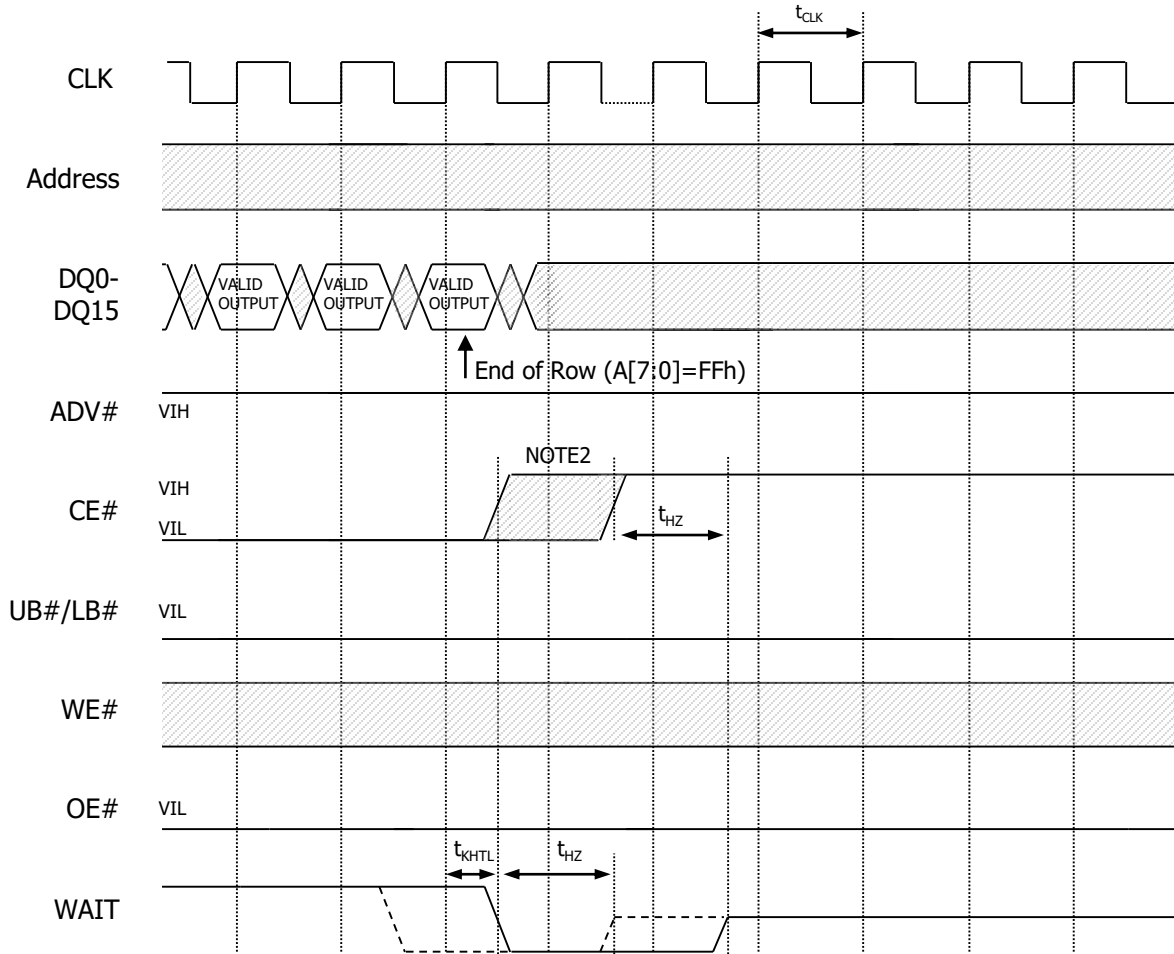 tCLK
CLK
Address
DQ0-
DQ15
VALID
OUTPUT
VALID
OUTPUT
VALID
OUTPUT
End of Row (A[7:0]=FFh)
ADV#
VIH
NOTE2
CE#
VIH
VIL
tHZ
UB#/LB#
VIL
WE#
OE#
VIL
tKHTL
tHZ
WAIT